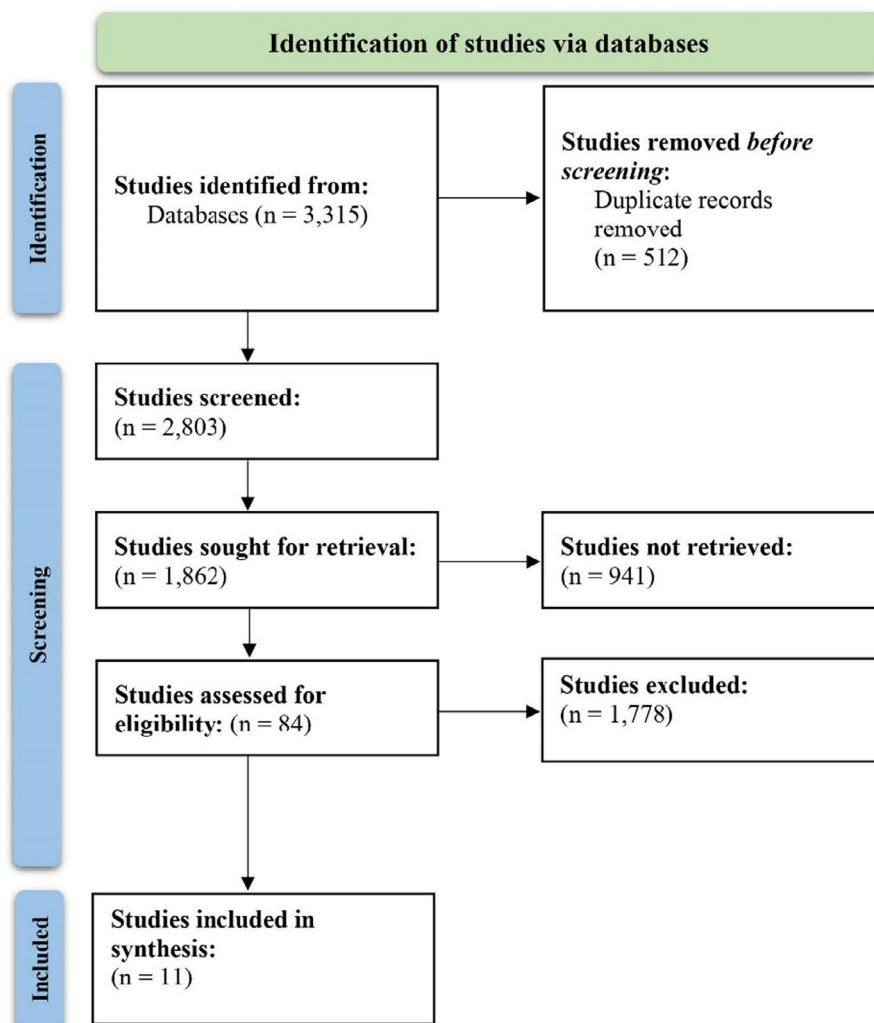 Identification of studies via databases
Identification
Studies identified from:
Databases (n = 3,315)
Studies removed before
screening:
Duplicate records
removed
(n = 512)
Screening
Studies screened:
(n = 2,803)
Studies sought for retrieval:
(n = 1,862)
Studies not retrieved:
(n = 941)
Studies assessed for
eligibility: (n = 84)
Studies excluded:
(n = 1,778)
Included
Studies included in
synthesis:
(n = 11)